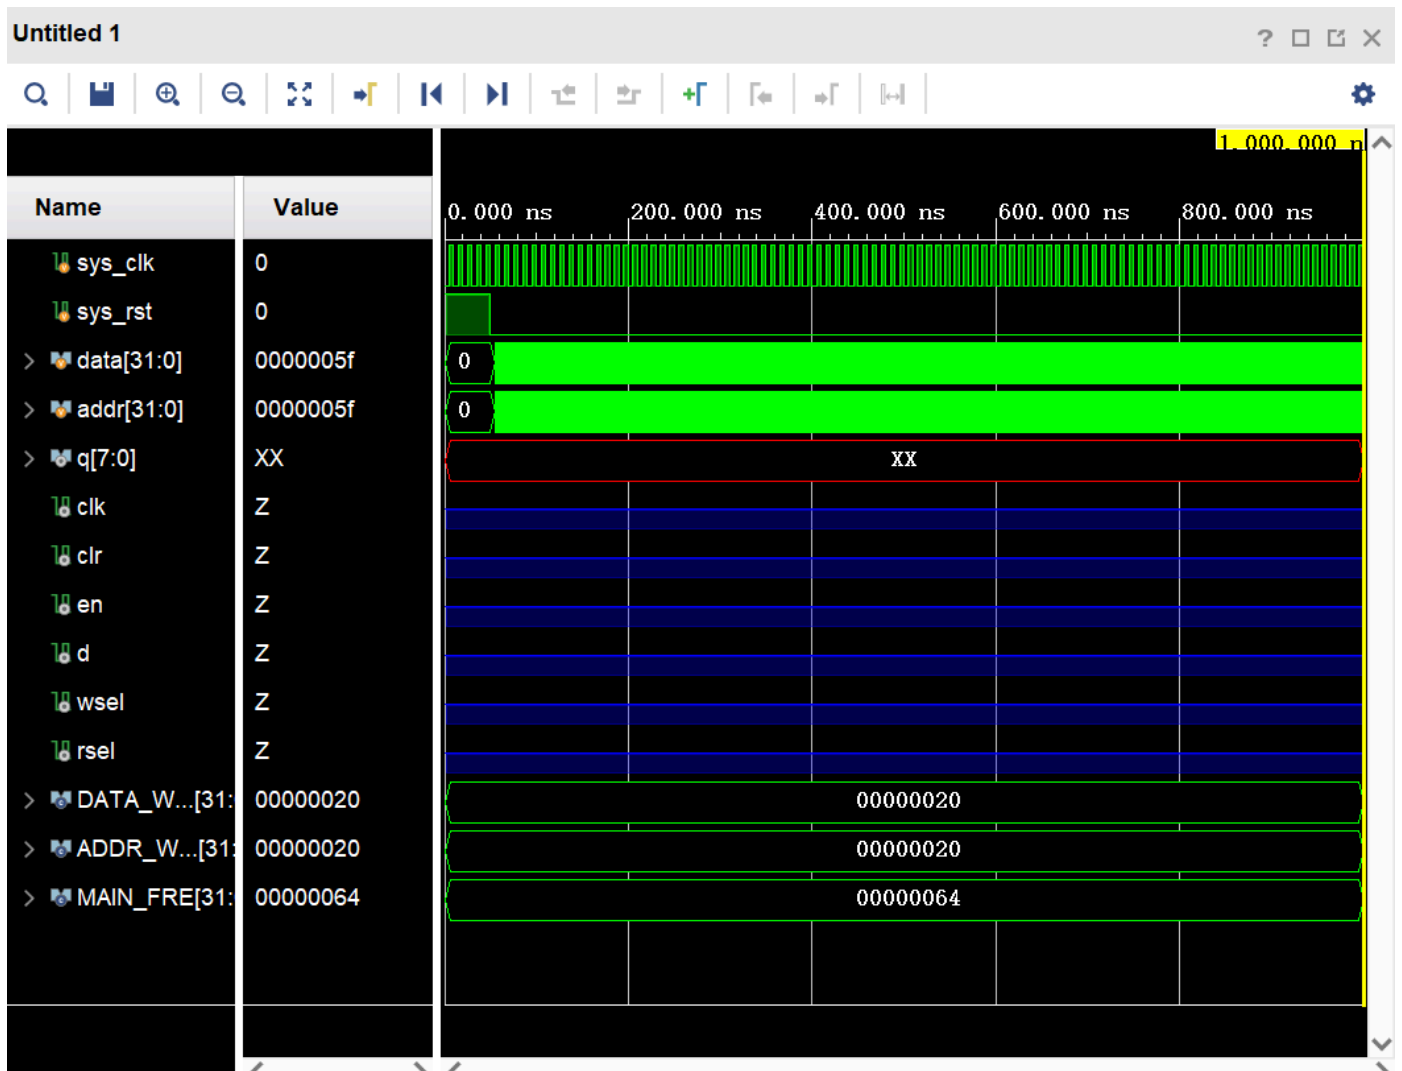 Untitled 1
1,000.000 n
Name Value
0.000 ns 200.000 ns 400.000 ns 600.000 ns 800.000 ns
sys_clk 0
sys_rst 0
data[31:0] 0000005f 0
addr[31:0] 0000005f 0
q[7:0] XX XX
clk Z
clr Z
en Z
d Z
wsel Z
rsel Z
DATA_W...[31: 00000020 00000020
ADDR_W...[31: 00000020 00000020
MAIN_FRE[31: 00000064 00000064